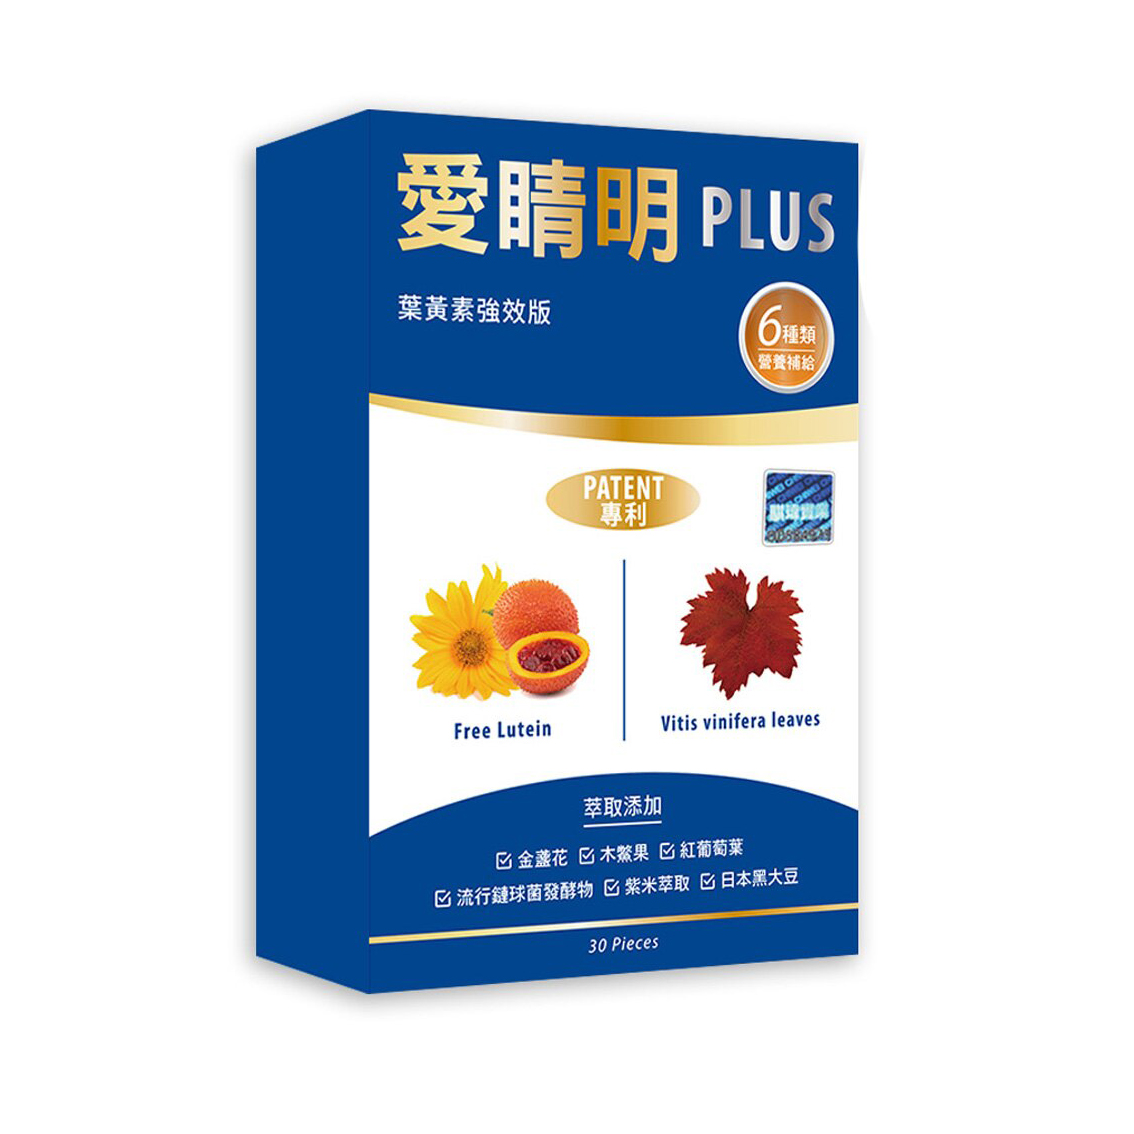 愛睛明 PLUS
葉黃素強效版
6種類
營養補給
PATENT
專利
Free Lutein
Vitis vinifera leaves
萃取添加
☑ 金盞花 ☑ 木鱉果 ☑ 紅葡萄葉
☑ 流行鏈球菌發酵物 ☑ 紫米萃取 ☑ 日本黑大豆
30 Pieces